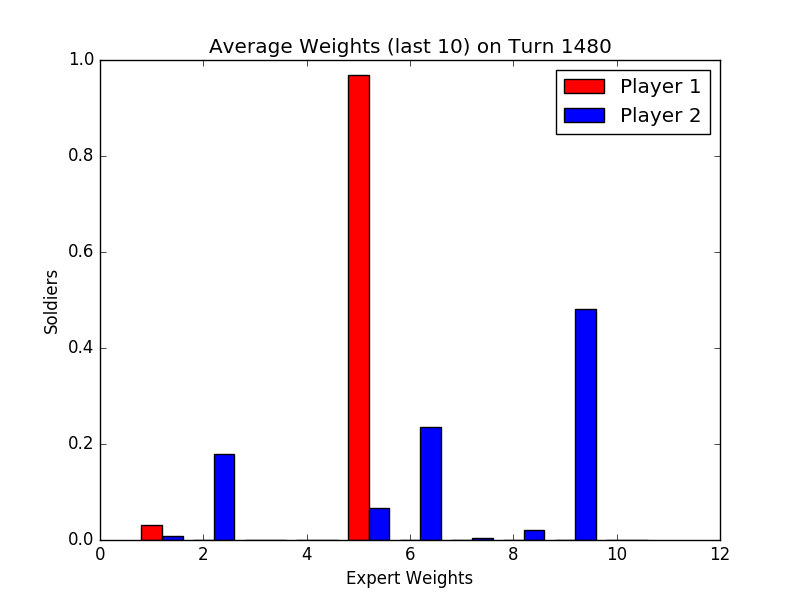 Average Weights (last 10) on Turn 1480
1.0
0.8
0.6
0.4
0.2
0.0
Soldiers
Player 1
Player 2
0 2 4 6 8 10 12
Expert Weights